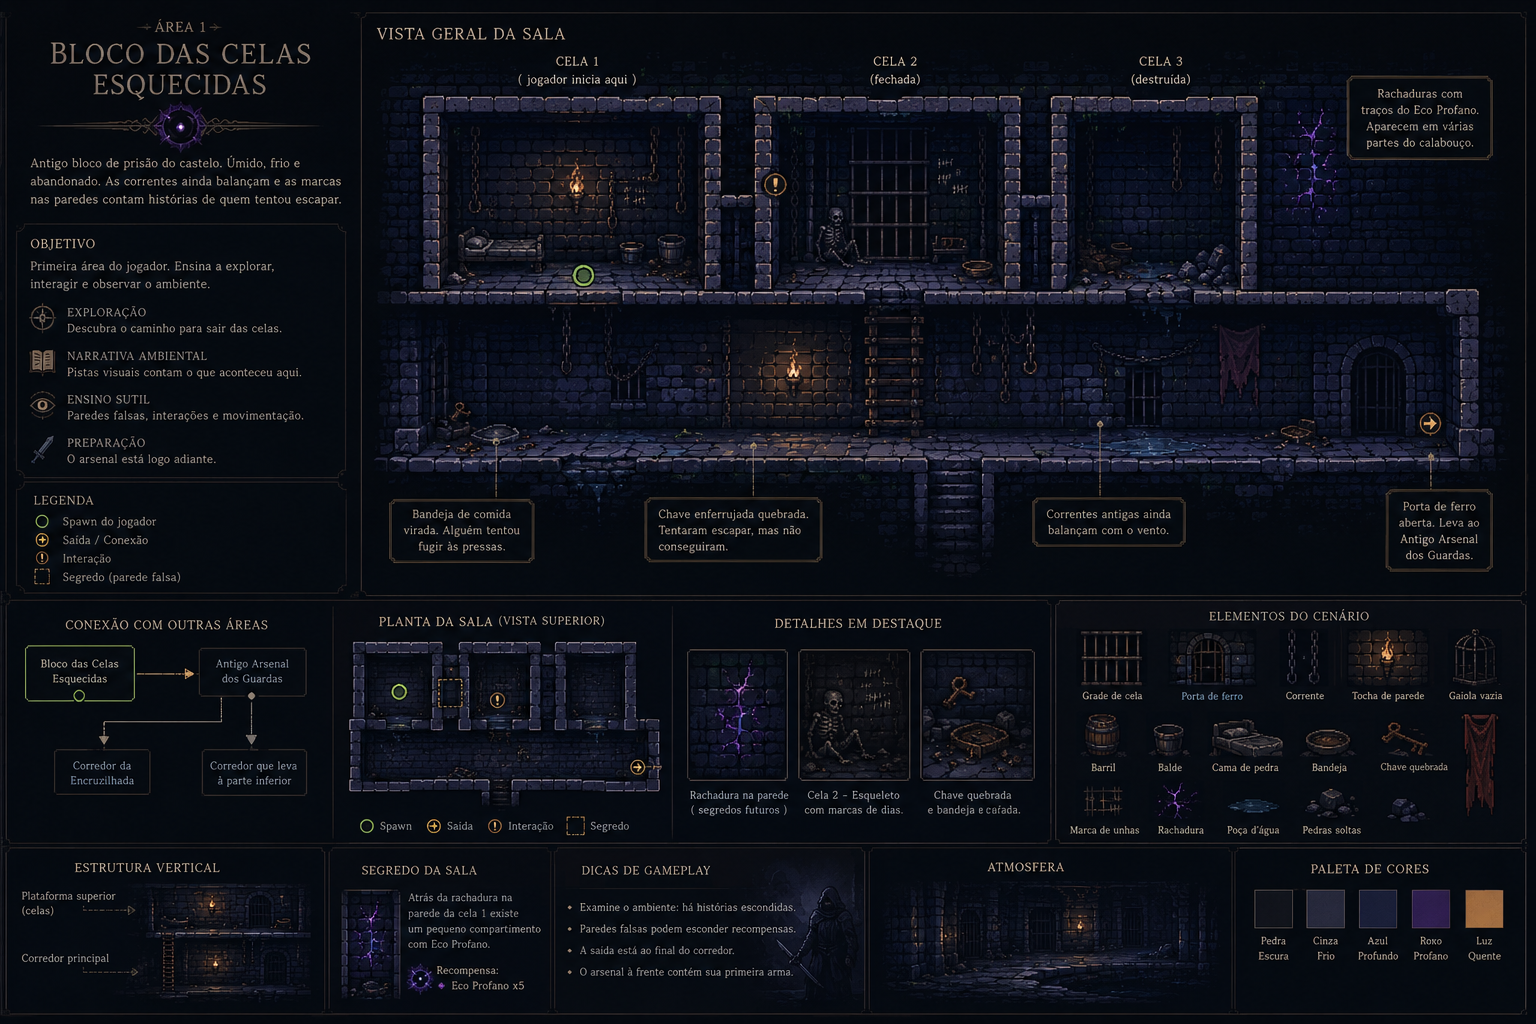 ÁREA 1
BLOCO DAS CELAS
ESQUECIDAS
Antigo bloco de prisão do castelo. Úmido, frio e
abandonado. As correntes ainda balançam e as marcas
nas paredes contam histórias de quem tentou escapar.
OBJETIVO
Primeira área do jogador. Ensina a explorar,
interagir e observar o ambiente.
EXPLORAÇÃO
Descubra o caminho para sair das celas.
NARRATIVA AMBIENTAL
Pistas visuais contam o que aconteceu aqui.
ENSINO SUTIL
Paredes falsas, interações e movimentação.
PREPARAÇÃO
O arsenal está logo adiante.
LEGENDA
Spawn do jogador
Saída / Conexão
Interação
Segredo (parede falsa)
VISTA GERAL DA SALA
CELA 1
( jogador inicia aqui )
CELA 2
(fechada)
CELA 3
(destruída)
Rachaduras com
traços do Eco Profano.
Aparecem em várias
partes do calabouço.
Bandeja de comida
virada. Alguém tentou
fugir às pressas.
Chave enferrujada quebrada.
Tentaram escapar, mas não
conseguiram.
Correntes antigas ainda
balançam com o vento.
Porta de ferro
aberta. Leva ao
Antigo Arsenal
dos Guardas.
CONEXÃO COM OUTRAS ÁREAS
Bloco das Celas
Esquecidas
Antigo Arsenal
dos Guardas
Corredor da
Encruzilhada
Corredor que leva
à parte inferior
PLANTA DA SALA (VISTA SUPERIOR)
Spawn
Saida
Interação
Segredo
DETALHES EM DESTAQUE
Rachadura na parede
( segredos futuros )
Cela 2 – Esqueleto
com marcas de dias.
Chave quebrada
e bandeja e caída.
ELEMENTOS DO CENÁRIO
Grade de cela
Porta de ferro
Corrente
Tocha de parede
Gaiola vazia
Barril
Balde
Cama de pedra
Bandeja
Chave quebrada
Marca de unhas
Rachadura
Poça d'água
Pedras soltas
ESTRUTURA VERTICAL
Plataforma superior
(celas)
Corredor principal
SEGREDO DA SALA
Atrás da rachadura na
parede da cela 1 existe
um pequeno compartimento
com Eco Profano.
Recompensa:
Eco Profano x5
DICAS DE GAMEPLAY
• Examine o ambiente: há histórias escondidas.
• Paredes falsas podem esconder recompensas.
• A saída está ao final do corredor.
• O arsenal à frente contém sua primeira arma.
ATMOSFERA
PALETA DE CORES
Pedra
Escura
Cinza
Frio
Azul
Profundo
Roxo
Profano
Luz
Quente